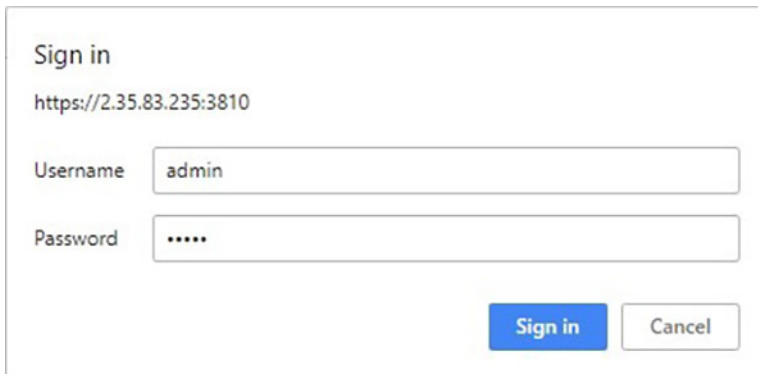 Sign in
https://2.35.83.235:3810
Username admin
Password •••••
Sign in Cancel